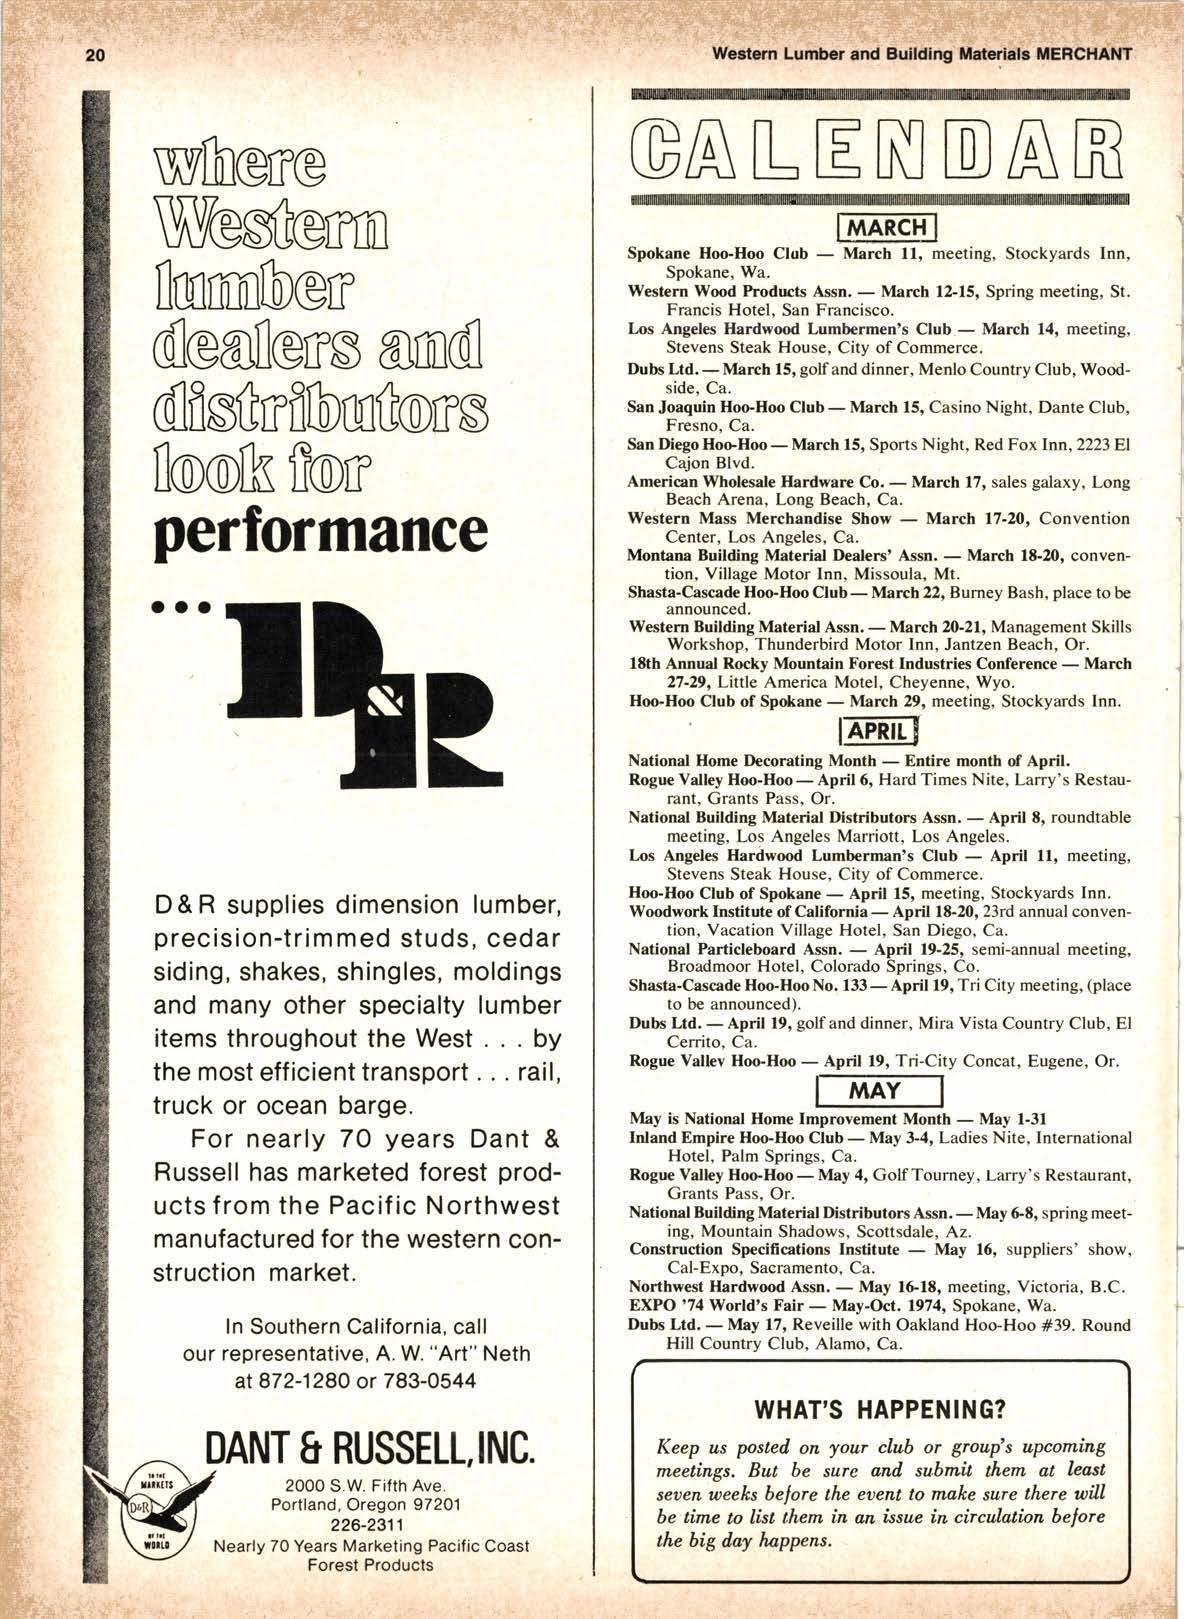 20
Western Lumber and Building Materials MERCHANT
where
Western
lumber
dealers and
distributors
look for
performance
...D&R
D&R supplies dimension lumber,
precision-trimmed studs, cedar
siding, shakes, shingles, moldings
and many other specialty lumber
items throughout the West . . . by
the most efficient transport . . . rail,
truck or ocean barge.
For nearly 70 years Dant &
Russell has marketed forest prod-
ucts from the Pacific Northwest
manufactured for the western con-
struction market.
In Southern California, call
our representative, A. W. "Art" Neth
at 872-1280 or 783-0544
DANT & RUSSELL, INC.
2000 S.W. Fifth Ave.
Portland, Oregon 97201
226-2311
Nearly 70 Years Marketing Pacific Coast
Forest Products
TO THE
MARKETS
D&R
OF THE
WORLD
CALENDAR
MARCH
Spokane Hoo-Hoo Club — March 11, meeting, Stockyards Inn,
Spokane, Wa.
Western Wood Products Assn. — March 12-15, Spring meeting, St.
Francis Hotel, San Francisco.
Los Angeles Hardwood Lumbermen's Club — March 14, meeting,
Stevens Steak House, City of Commerce.
Dubs Ltd. — March 15, golf and dinner, Menlo Country Club, Wood-
side, Ca.
San Joaquin Hoo-Hoo Club — March 15, Casino Night, Dante Club,
Fresno, Ca.
San Diego Hoo-Hoo — March 15, Sports Night, Red Fox Inn, 2223 El
Cajon Blvd.
American Wholesale Hardware Co. — March 17, sales galaxy, Long
Beach Arena, Long Beach, Ca.
Western Mass Merchandise Show — March 17-20, Convention
Center, Los Angeles, Ca.
Montana Building Material Dealers' Assn. — March 18-20, conven-
tion, Village Motor Inn, Missoula, Mt.
Shasta-Cascade Hoo-Hoo Club — March 22, Burney Bash, place to be
announced.
Western Building Material Assn. — March 20-21, Management Skills
Workshop, Thunderbird Motor Inn, Jantzen Beach, Or.
18th Annual Rocky Mountain Forest Industries Conference — March
27-29, Little America Motel, Cheyenne, Wyo.
Hoo-Hoo Club of Spokane — March 29, meeting, Stockyards Inn.
APRIL
National Home Decorating Month — Entire month of April.
Rogue Valley Hoo-Hoo — April 6, Hard Times Nite, Larry's Restau-
rant, Grants Pass, Or.
National Building Material Distributors Assn. — April 8, roundtable
meeting, Los Angeles Marriott, Los Angeles.
Los Angeles Hardwood Lumberman's Club — April 11, meeting,
Stevens Steak House, City of Commerce.
Hoo-Hoo Club of Spokane — April 15, meeting, Stockyards Inn.
Woodwork Institute of California — April 18-20, 23rd annual conven-
tion, Vacation Village Hotel, San Diego, Ca.
National Particleboard Assn. — April 19-25, semi-annual meeting,
Broadmoor Hotel, Colorado Springs, Co.
Shasta-Cascade Hoo-Hoo No. 133 — April 19, Tri City meeting, (place
to be announced).
Dubs Ltd. — April 19, golf and dinner, Mira Vista Country Club, El
Cerrito, Ca.
Rogue Valley Hoo-Hoo — April 19, Tri-City Concat, Eugene, Or.
MAY
May is National Home Improvement Month — May 1-31
Inland Empire Hoo-Hoo Club — May 3-4, Ladies Nite, International
Hotel, Palm Springs, Ca.
Rogue Valley Hoo-Hoo — May 4, Golf Tourney, Larry's Restaurant,
Grants Pass, Or.
National Building Material Distributors Assn. — May 6-8, spring meet-
ing, Mountain Shadows, Scottsdale, Az.
Construction Specifications Institute — May 16, suppliers' show,
Cal-Expo, Sacramento, Ca.
Northwest Hardwood Assn. — May 16-18, meeting, Victoria, B.C.
EXPO '74 World's Fair — May-Oct. 1974, Spokane, Wa.
Dubs Ltd. — May 17, Reveille with Oakland Hoo-Hoo #39. Round
Hill Country Club, Alamo, Ca.
WHAT'S HAPPENING?
Keep us posted on your club or group's upcoming
meetings. But be sure and submit them at least
seven weeks before the event to make sure there will
be time to list them in an issue in circulation before
the big day happens.